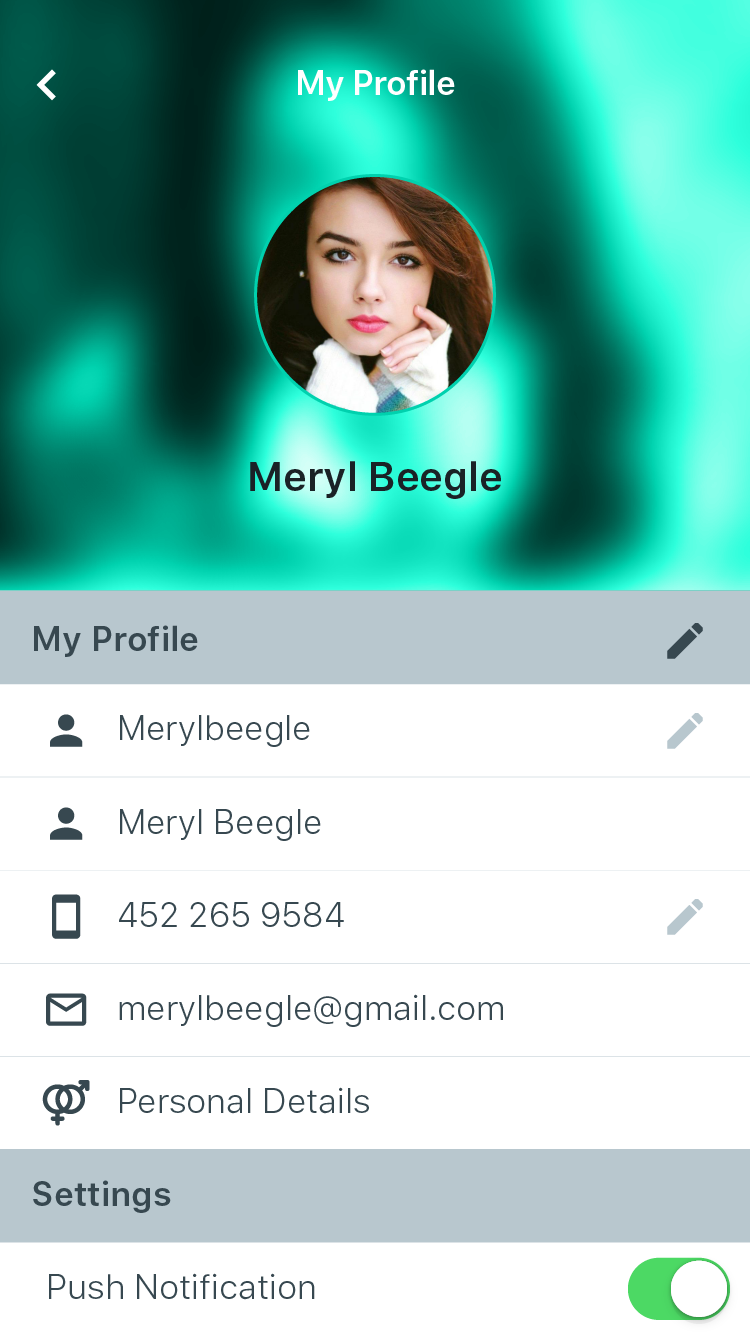 My Profile
Meryl Beegle
My Profile
Merylbeegle
Meryl Beegle
452 265 9584
merylbeegle@gmail.com
Personal Details
Settings
Push Notification